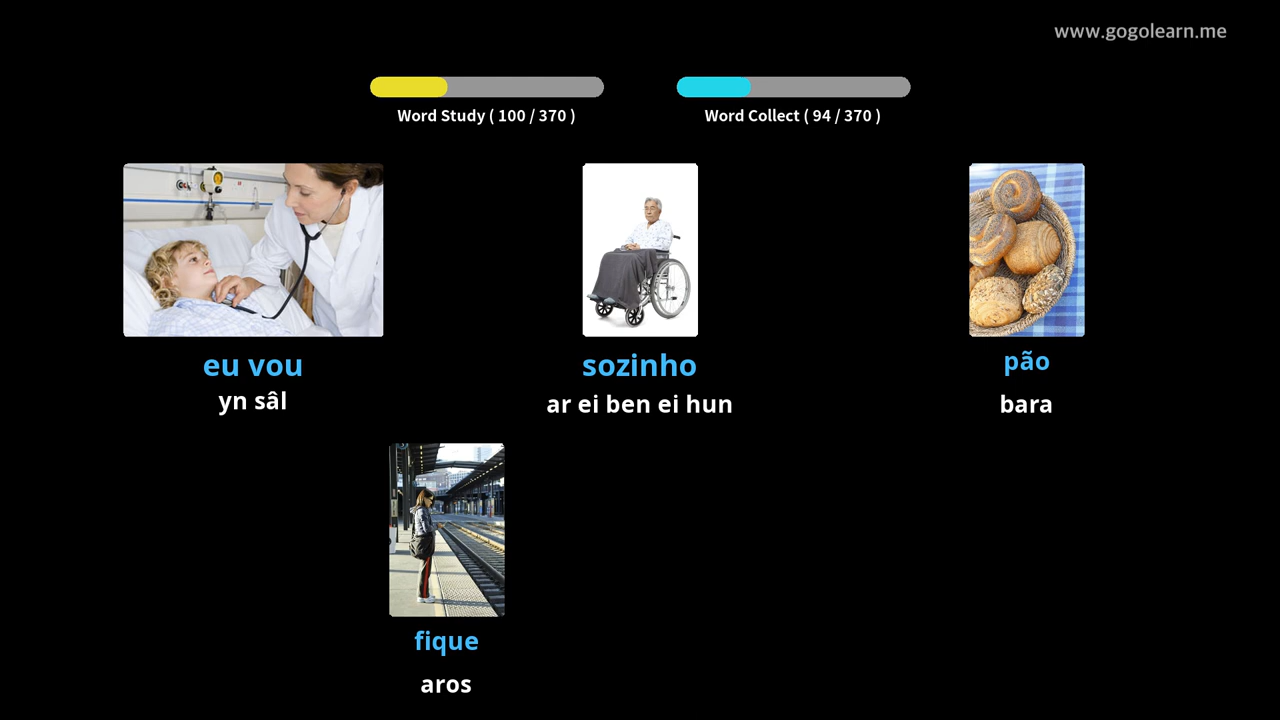 www.gogolearn.me
Word Study ( 100 / 370 )
Word Collect ( 94 / 370 )
eu vou
yn sâl
sozinho
ar ei ben ei hun
pão
bara
fique
aros